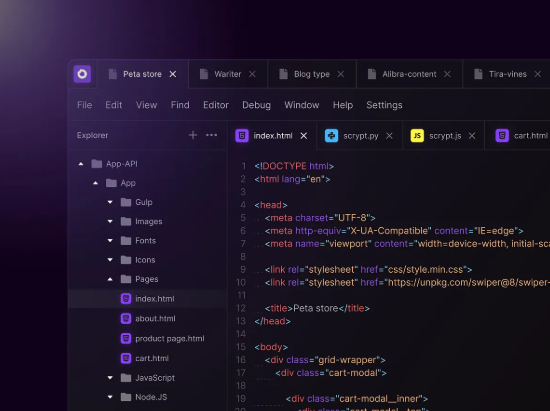 Peta store
Wariter
Blog type
Alibra-content
Tira-vines
File Edit View Find Editor Debug Window Help Settings
Explorer
App-API
App
Gulp
Images
Fonts
Icons
Pages
index.html
about.html
product page.html
cart.html
JavaScript
Node.JS
index.html
scrypt.py
JS scrypt.js
cart.html
1 <!DOCTYPE html>
2 <html lang="en">
3
4 <head>
5 <meta charset="UTF-8">
6 <meta http-equiv="X-UA-Compatible" content="IE=edge">
7 <meta name="viewport" content="width=device-width, initial-sca
8
9 <link rel="stylesheet" href="css/style.min.css">
10 <link rel="stylesheet" href="https://unpkg.com/swiper@8/swiper-
11
12 <title>Peta store</title>
13 </head>
14
15 <body>
16 <div class="grid-wrapper">
17 <div class="cart-modal">
18
19 <div class="cart-modal__inner">
20 <div class="cart-modal__top">